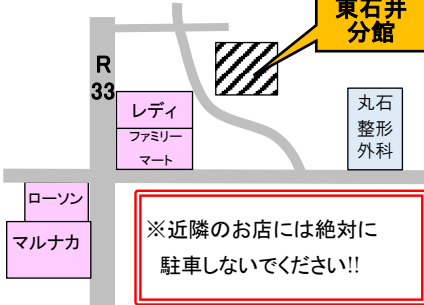 東石井
分館
R
33
レディ
ファミリー
マート
丸石
整形
外科
ローソン
マルナカ
※近隣のお店には絶対に
駐車しないでください!!